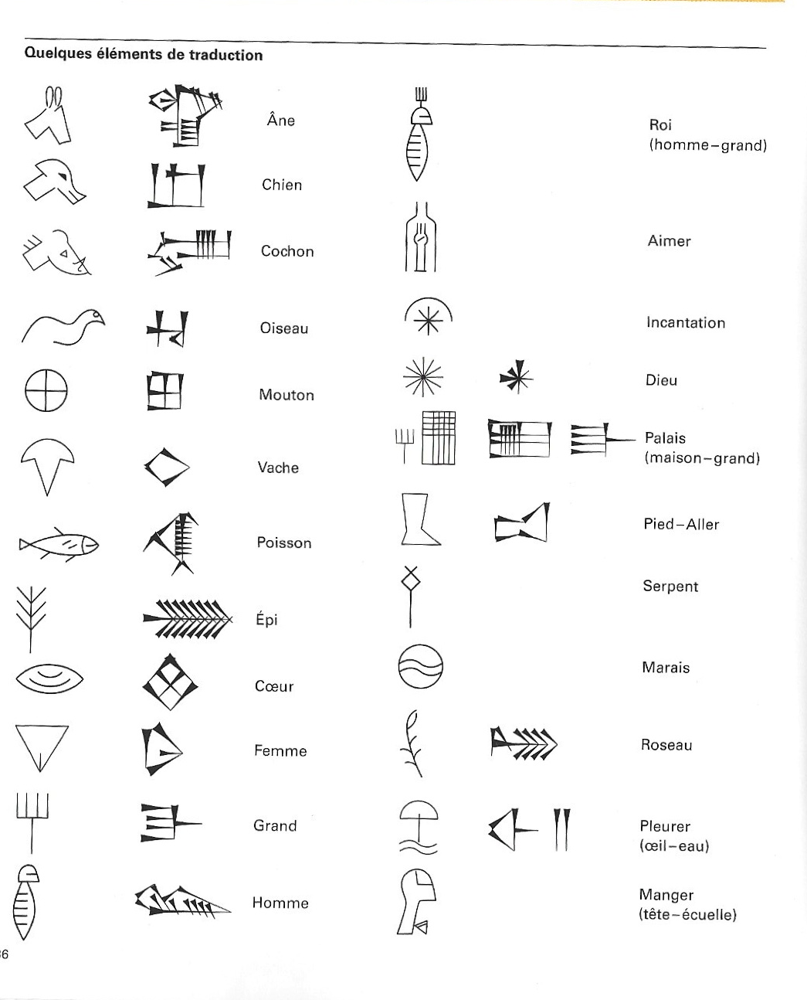 Quelques éléments de traduction
Âne
Chien
Cochon
Oiseau
Mouton
Vache
Poisson
Épi
Cœur
Femme
Grand
Homme
Roi
(homme–grand)
Aimer
Incantation
Dieu
Palais
(maison–grand)
Pied–Aller
Serpent
Marais
Roseau
Pleurer
(œil–eau)
Manger
(tête–écuelle)